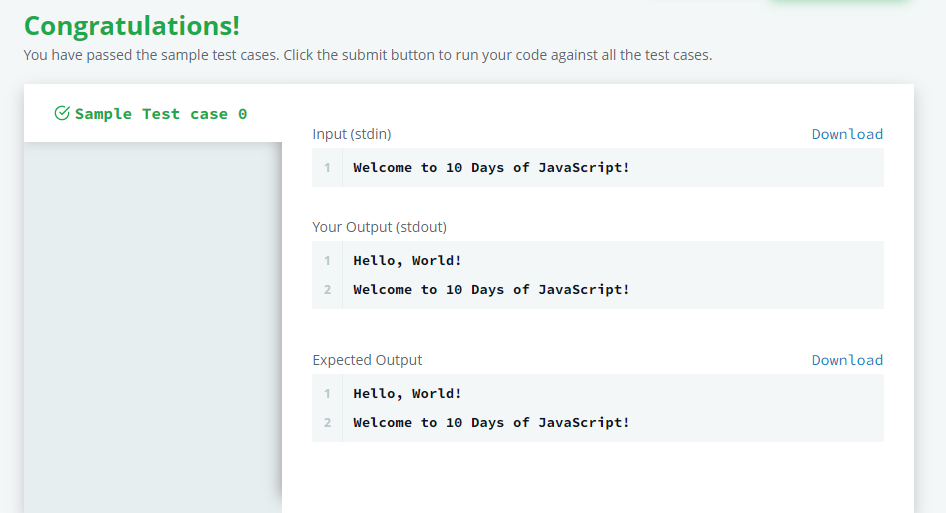 Congratulations!
You have passed the sample test cases. Click the submit button to run your code against all the test cases.
Sample Test case 0
Input (stdin)
Download
1 Welcome to 10 Days of JavaScript!
Your Output (stdout)
1 Hello, World!
2 Welcome to 10 Days of JavaScript!
Expected Output
Download
1 Hello, World!
2 Welcome to 10 Days of JavaScript!